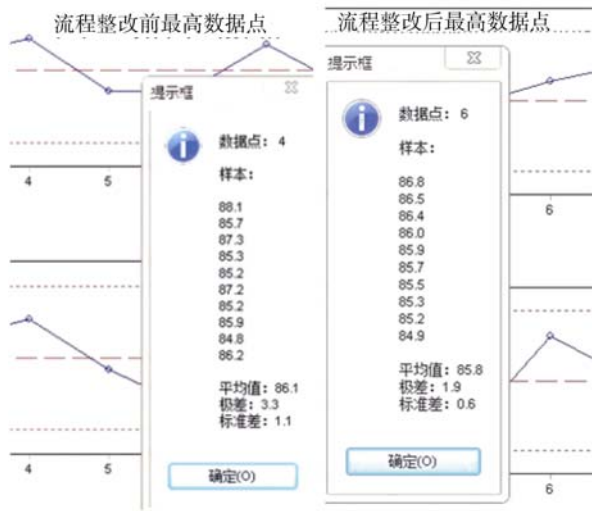 流程整改前最高数据点
提示框
数据点： 4
样本：
88.1
85.7
87.3
85.3
85.2
87.2
85.2
85.9
84.8
86.2
平均值：86.1
极差：3.3
标准差：1.1
确定(O)
4
5
4
5
流程整改后最高数据点
提示框
数据点： 6
样本：
86.8
86.5
86.4
86.0
85.9
85.7
85.5
85.3
85.2
84.9
平均值：85.8
极差：1.9
标准差：0.6
确定(O)
6
6